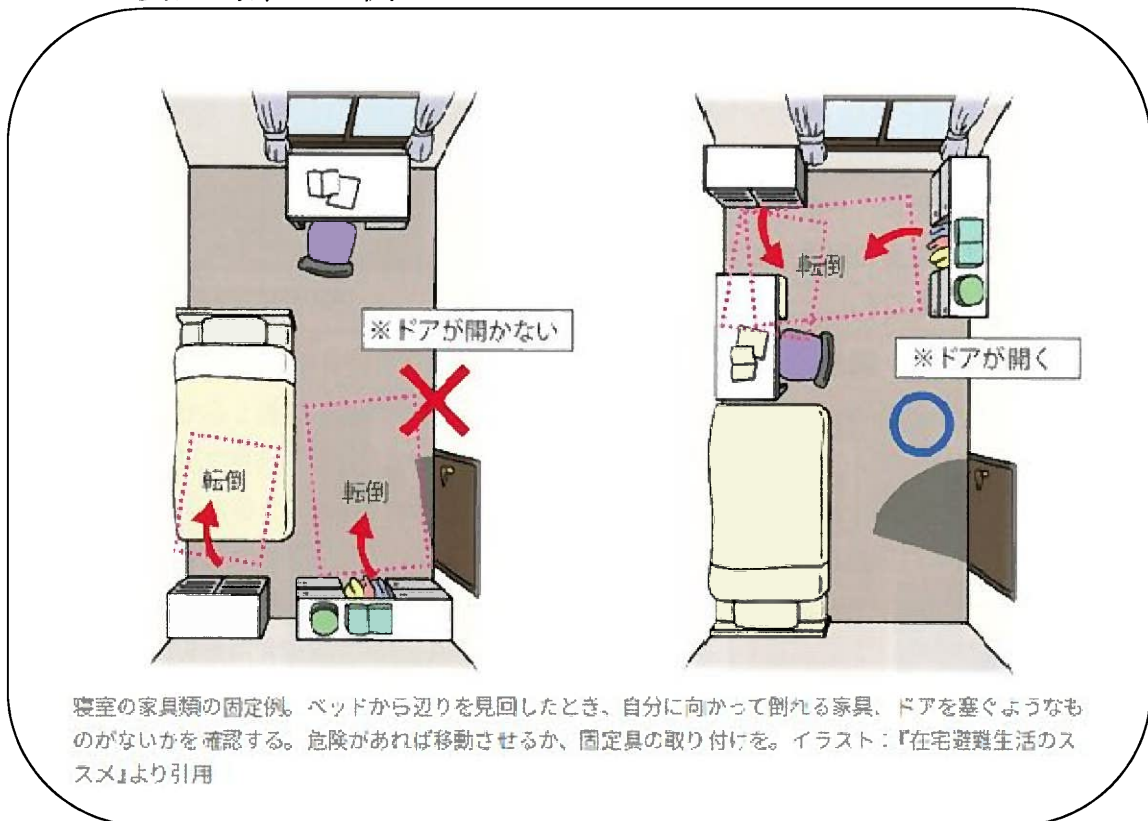 ※ドアが開かない
転倒
転倒
転倒
※ドアが開く
寝室の家具類の固定例。ベッドから辺りを見回したとき、自分に向かって倒れる家具、ドアを塞ぐようなも
のがないかを確認する。危険があれば移動させるか、固定具の取り付けを。イラスト:『在宅避難生活のス
スメ』より引用